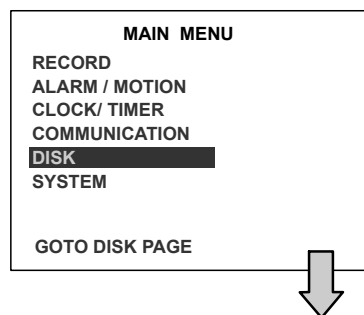 MAIN MENU
RECORD
ALARM / MOTION
CLOCK/ TIMER
COMMUNICATION
DISK
SYSTEM
GOTO DISK PAGE